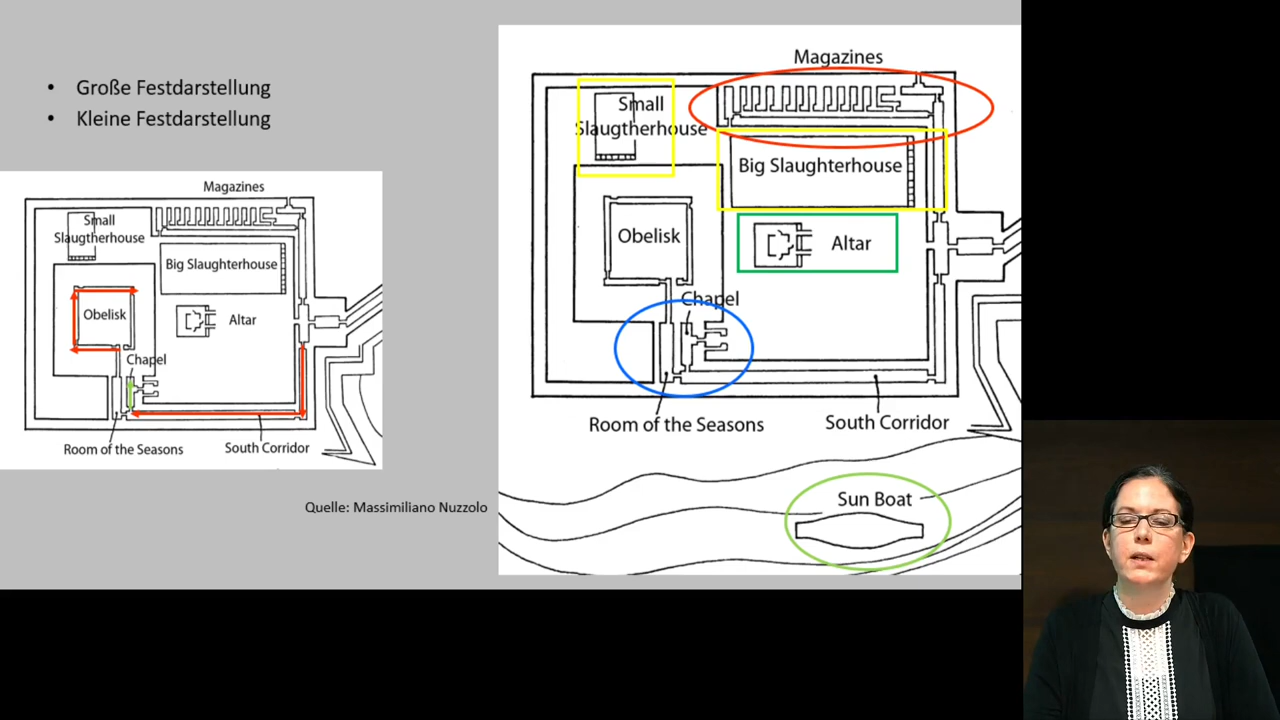 • Große Festdarstellung
• Kleine Festdarstellung
Magazines
Small
Slaugtherhouse
Big Slaughterhouse
Obelisk
Altar
Chapel
Room of the Seasons
South Corridor
Quelle: Massimiliano Nuzzolo
Magazines
Small
Slaugtherhouse
Big Slaughterhouse
Obelisk
Altar
Chapel
Room of the Seasons
South Corridor
Sun Boat